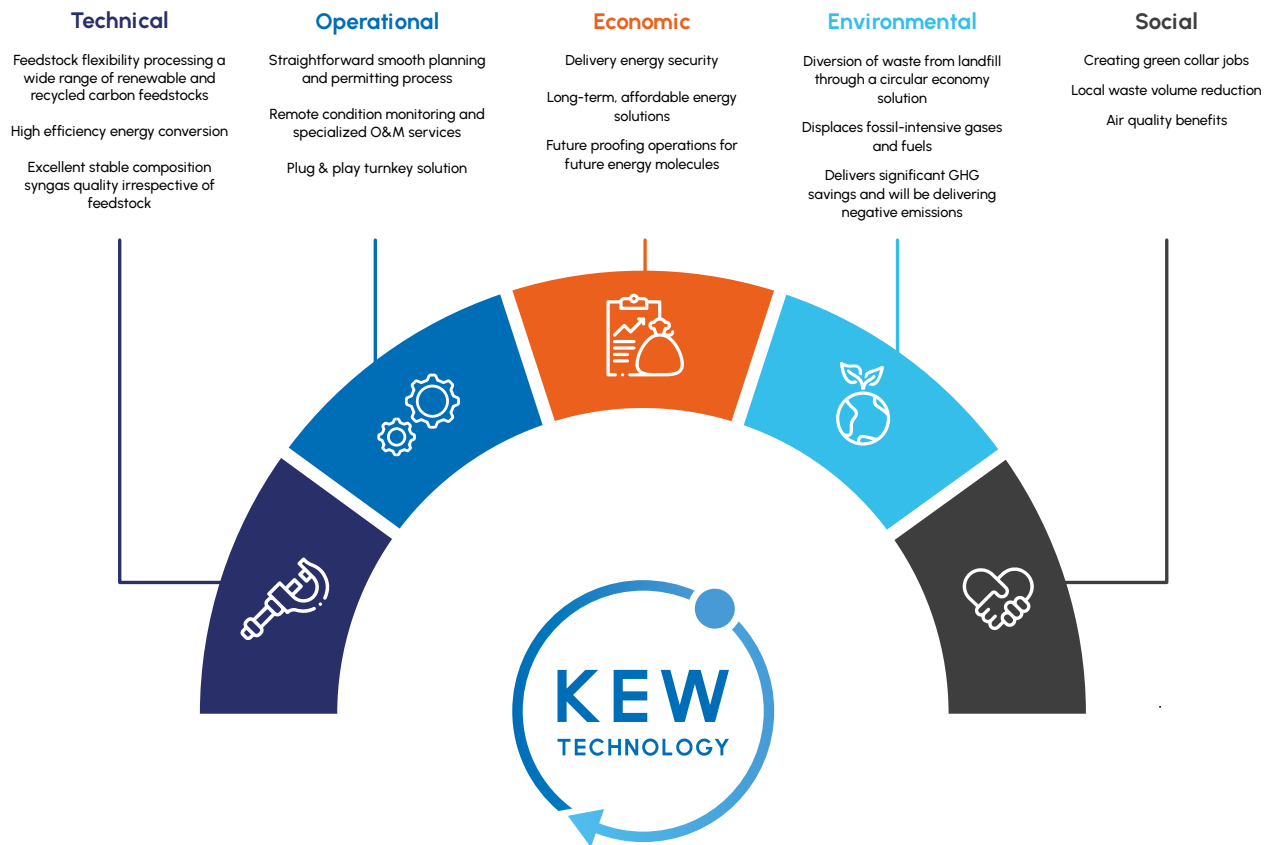 Technical
Feedstock flexibility processing a
wide range of renewable and
recycled carbon feedstocks
High efficiency energy conversion
Excellent stable composition
syngas quality irrespective of
feedstock
Operational
Straightforward smooth planning
and permitting process
Remote condition monitoring and
specialized O&M services
Plug & play turnkey solution
Economic
Delivery energy security
Long-term, affordable energy
solutions
Future proofing operations for
future energy molecules
Environmental
Diversion of waste from landfill
through a circular economy
solution
Displaces fossil-intensive gases
and fuels
Delivers significant GHG
savings and will be delivering
negative emissions
Social
Creating green collar jobs
Local waste volume reduction
Air quality benefits
KEW
TECHNOLOGY
.